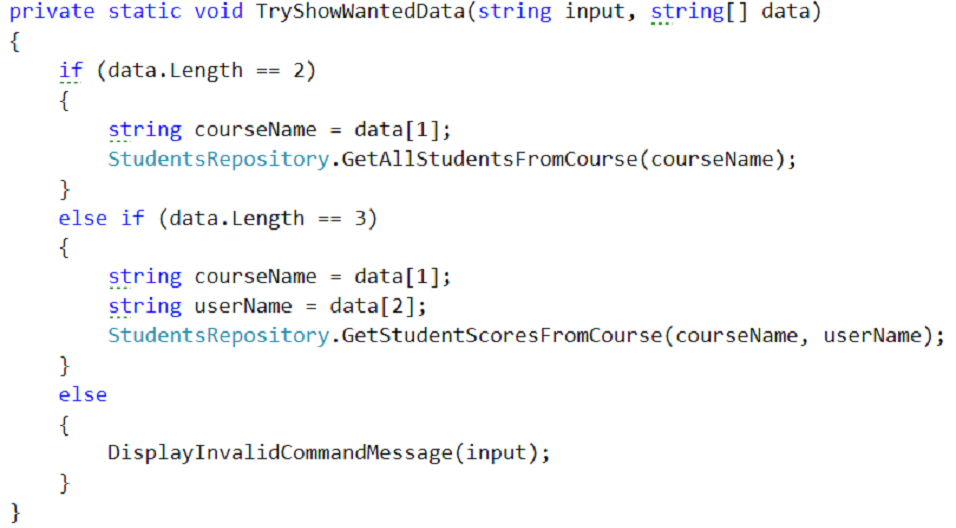 private static void TryShowWantedData(string input, string[] data)
{
    if (data.Length == 2)
    {
        string courseName = data[1];
        StudentsRepository.GetAllStudentsFromCourse(courseName);
    }
    else if (data.Length == 3)
    {
        string courseName = data[1];
        string userName = data[2];
        StudentsRepository.GetStudentScoresFromCourse(courseName, userName);
    }
    else
    {
        DisplayInvalidCommandMessage(input);
    }
}